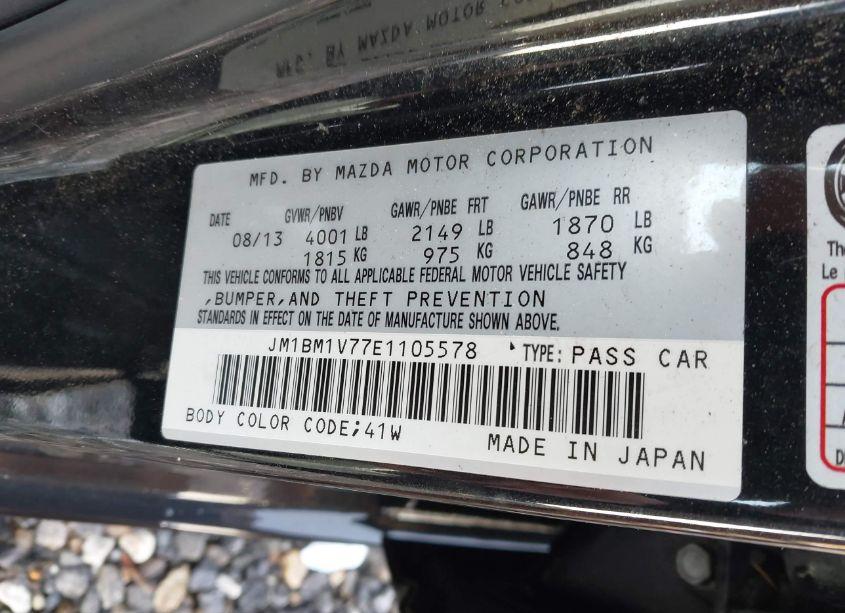 MFD. BY MAZDA MOTOR CORPORATION
DATE GVWR/PNBV GAWR/PNBE FRT GAWR/PNBE RR
08/13 4001 LB 2149 LB 1870 LB
1815 KG 975 KG 848 KG
THIS VEHICLE CONFORMS TO ALL APPLICABLE FEDERAL MOTOR VEHICLE SAFETY
,BUMPER,AND THEFT PREVENTION
STANDARDS IN EFFECT ON THE DATE OF MANUFACTURE SHOWN ABOVE.
JM1BM1V77E1105578 TYPE: PASS CAR
BODY COLOR CODE;41W
MADE IN JAPAN
Le